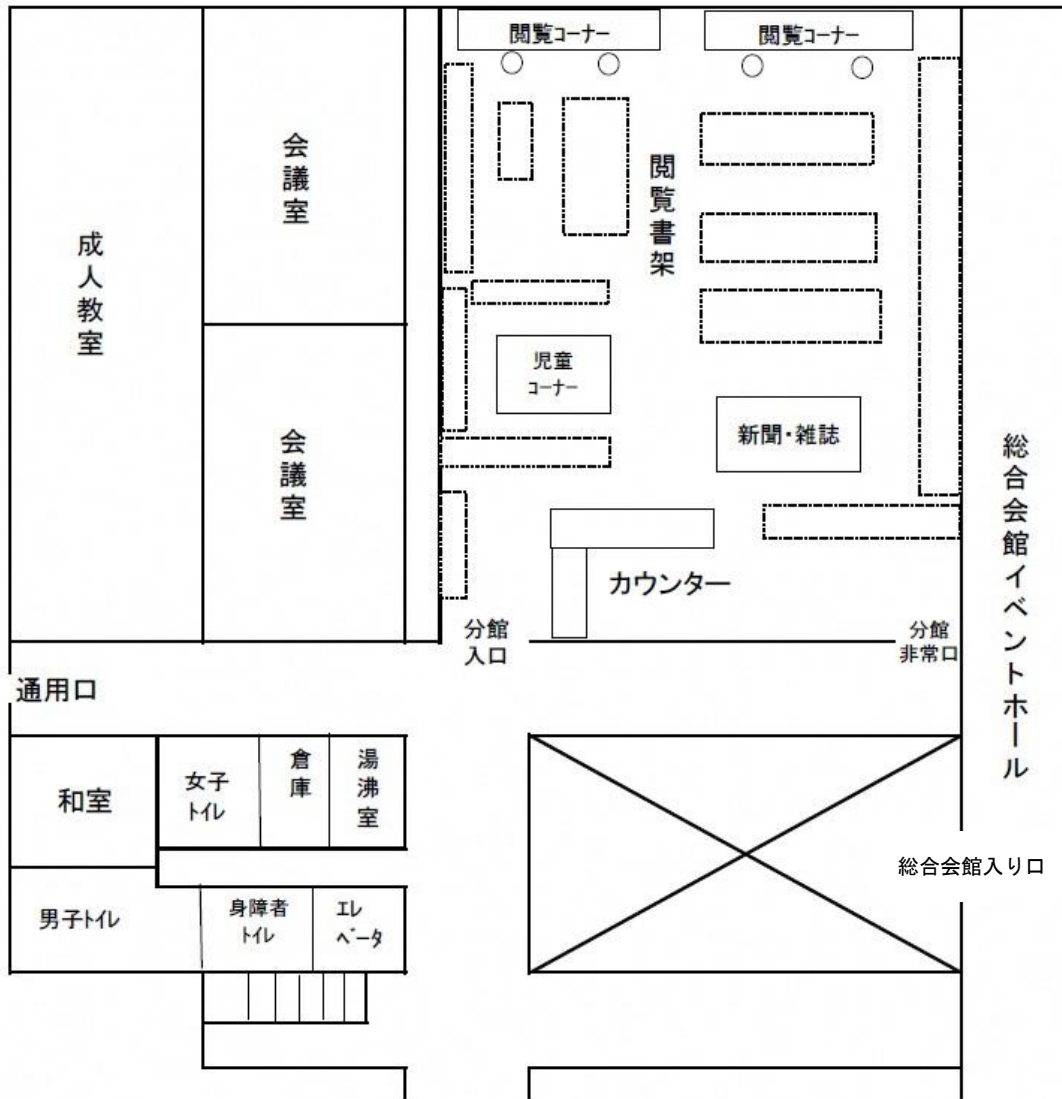 閲覧コーナー
閲覧コーナー
会議室
閲覧書架
成人教室
児童
コーナー
新聞・雑誌
会議室
総合会館イベントホール
カウンター
分館
入口
分館
非常口
通用口
和室
女子
トイレ
倉庫
湯沸室
総合会館入り口
男子トイレ
身障者
トイレ
エレ
ベータ